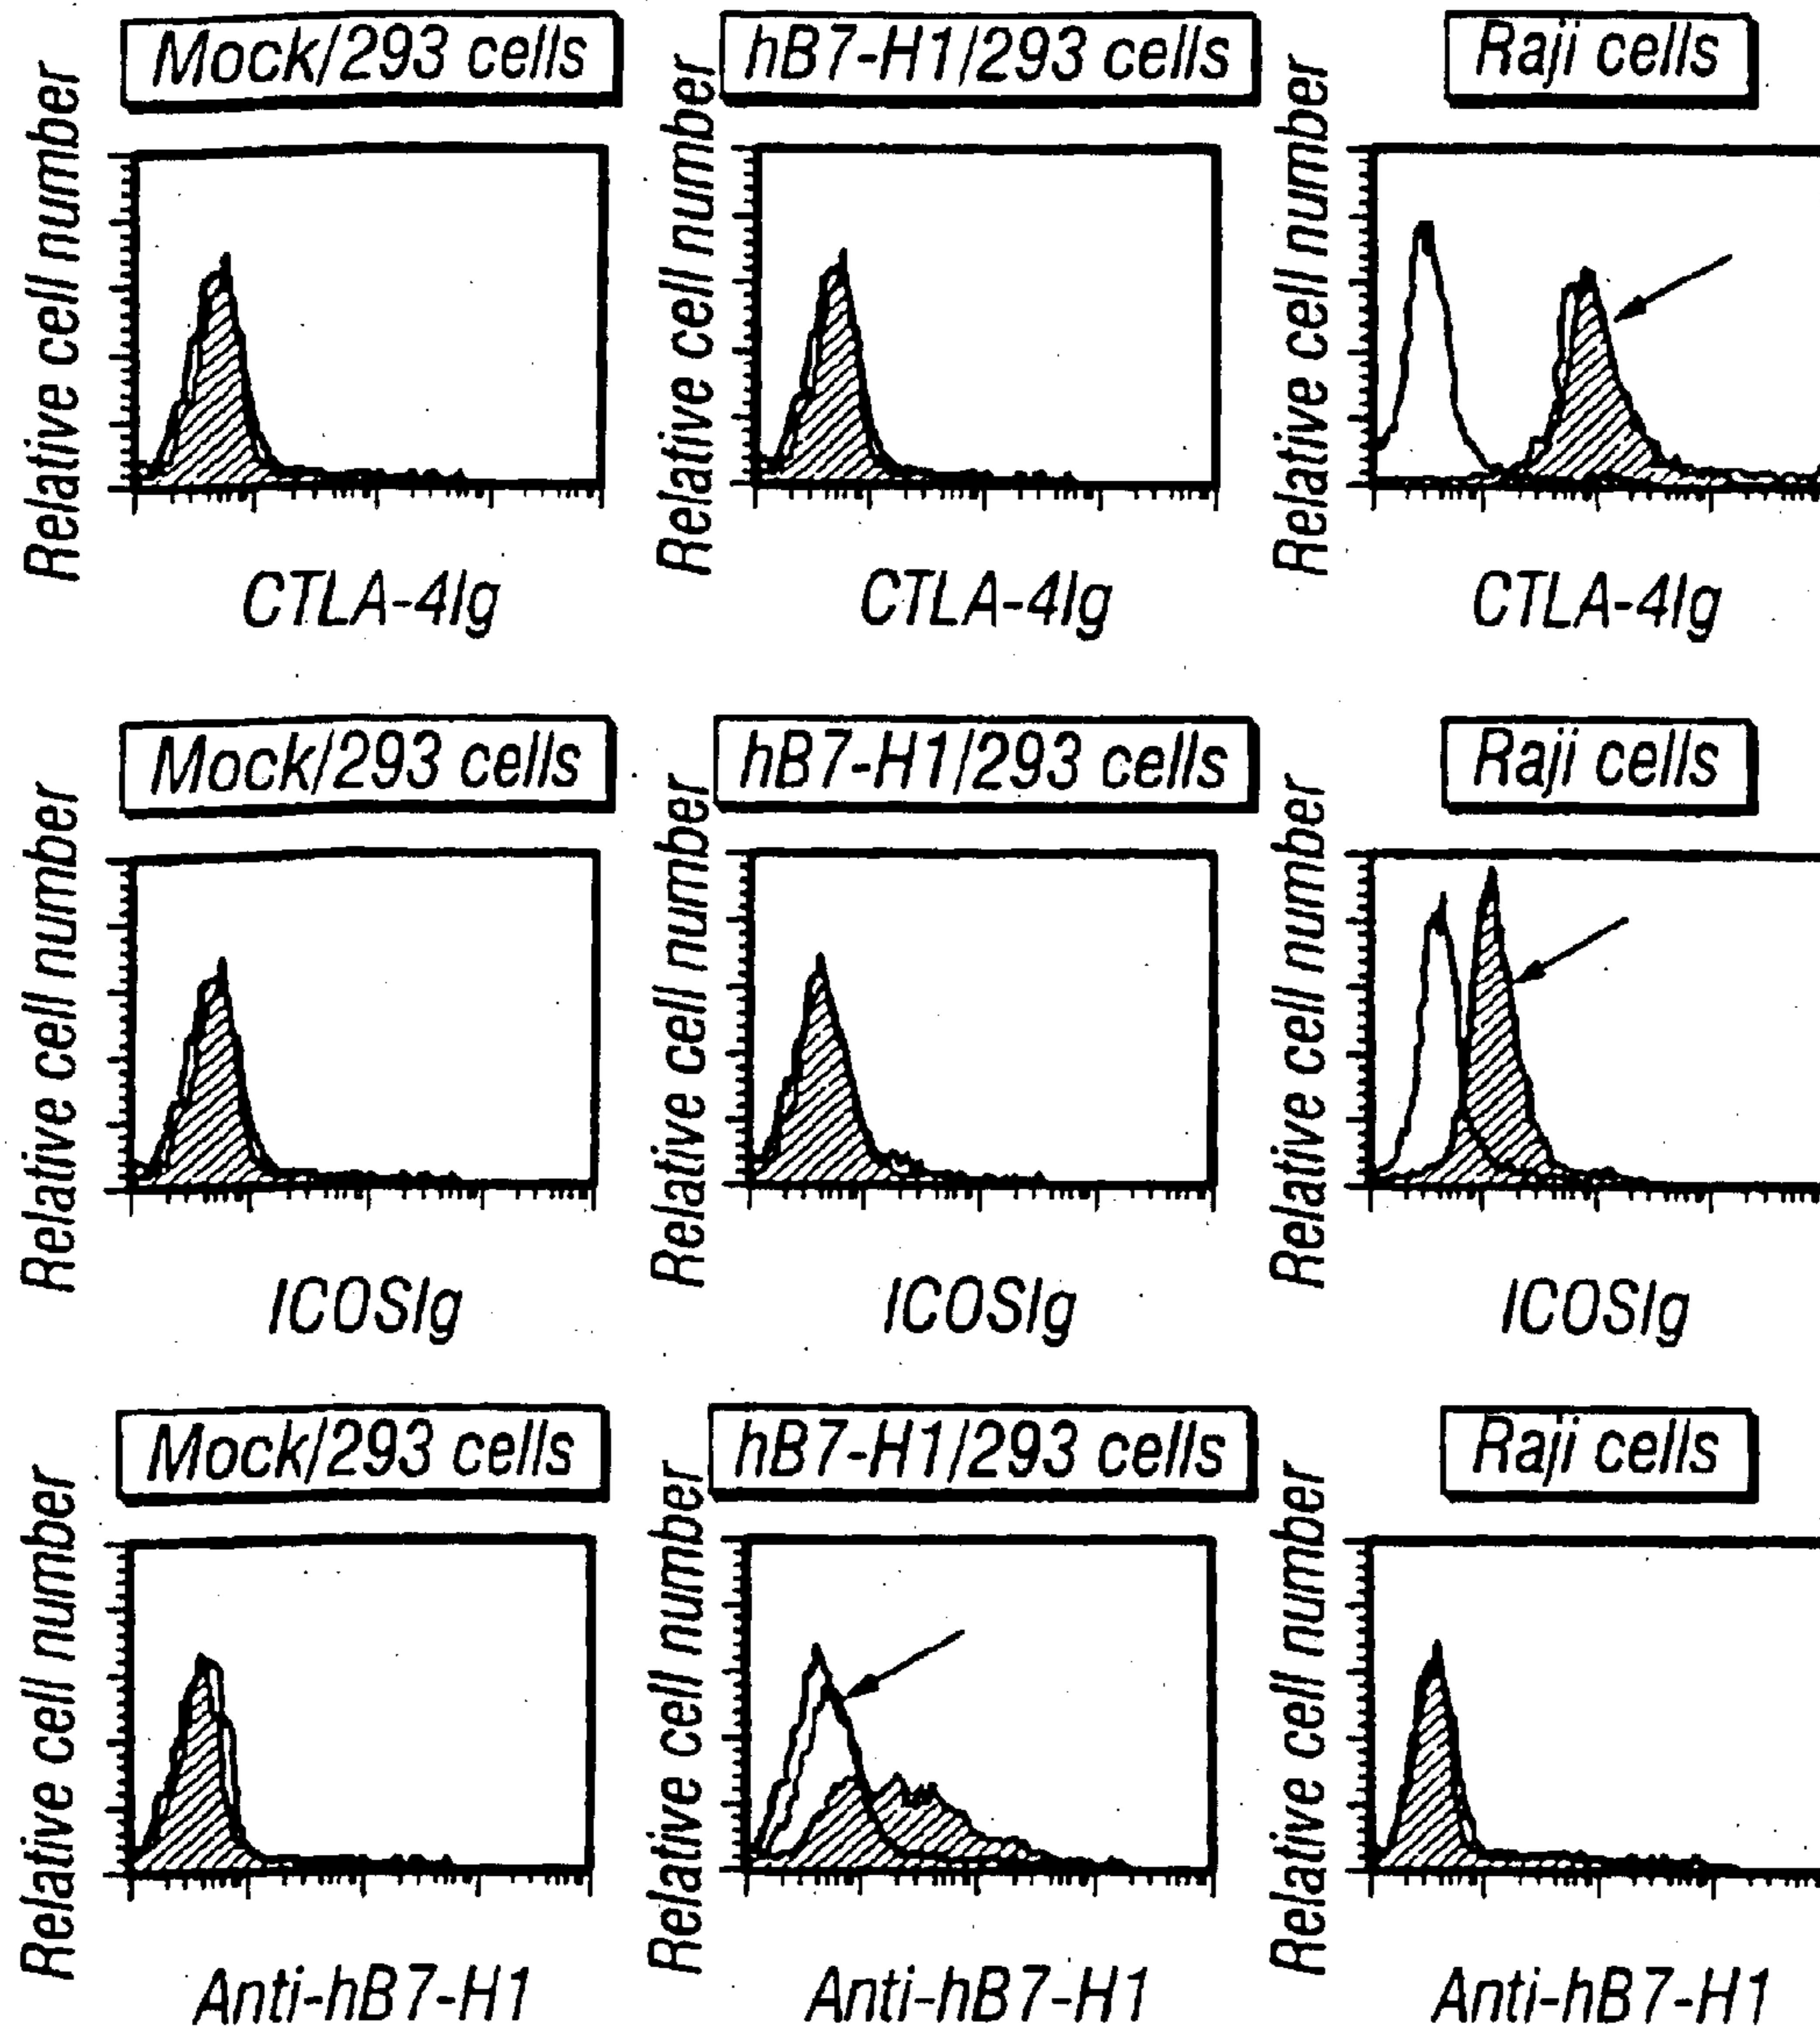 Mock/293 cells
hB7-H1/293 cells
Raji cells
Relative cell number
Relative cell number
Relative cell number
CTLA-4Ig
CTLA-4Ig
CTLA-4Ig
Mock/293 cells
hB7-H1/293 cells
Raji cells
Relative cell number
Relative cell number
Relative cell number
ICOSIg
ICOSIg
ICOSIg
Mock/293 cells
hB7-H1/293 cells
Raji cells
Relative cell number
Relative cell number
Relative cell number
Anti-hB7-H1
Anti-hB7-H1
Anti-hB7-H1